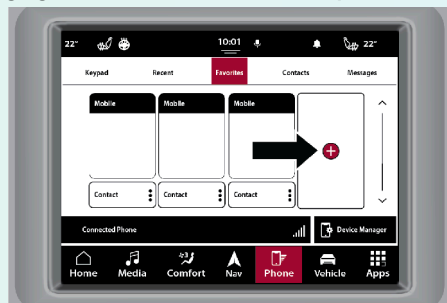 22° 10:01 22°
Keypad Recent Favorites Contacts Messages
Mobile Mobile Mobile
Contact Contact Contact
Connected Phone Device Manager
Home Media Comfort Nav Phone Vehicle Apps